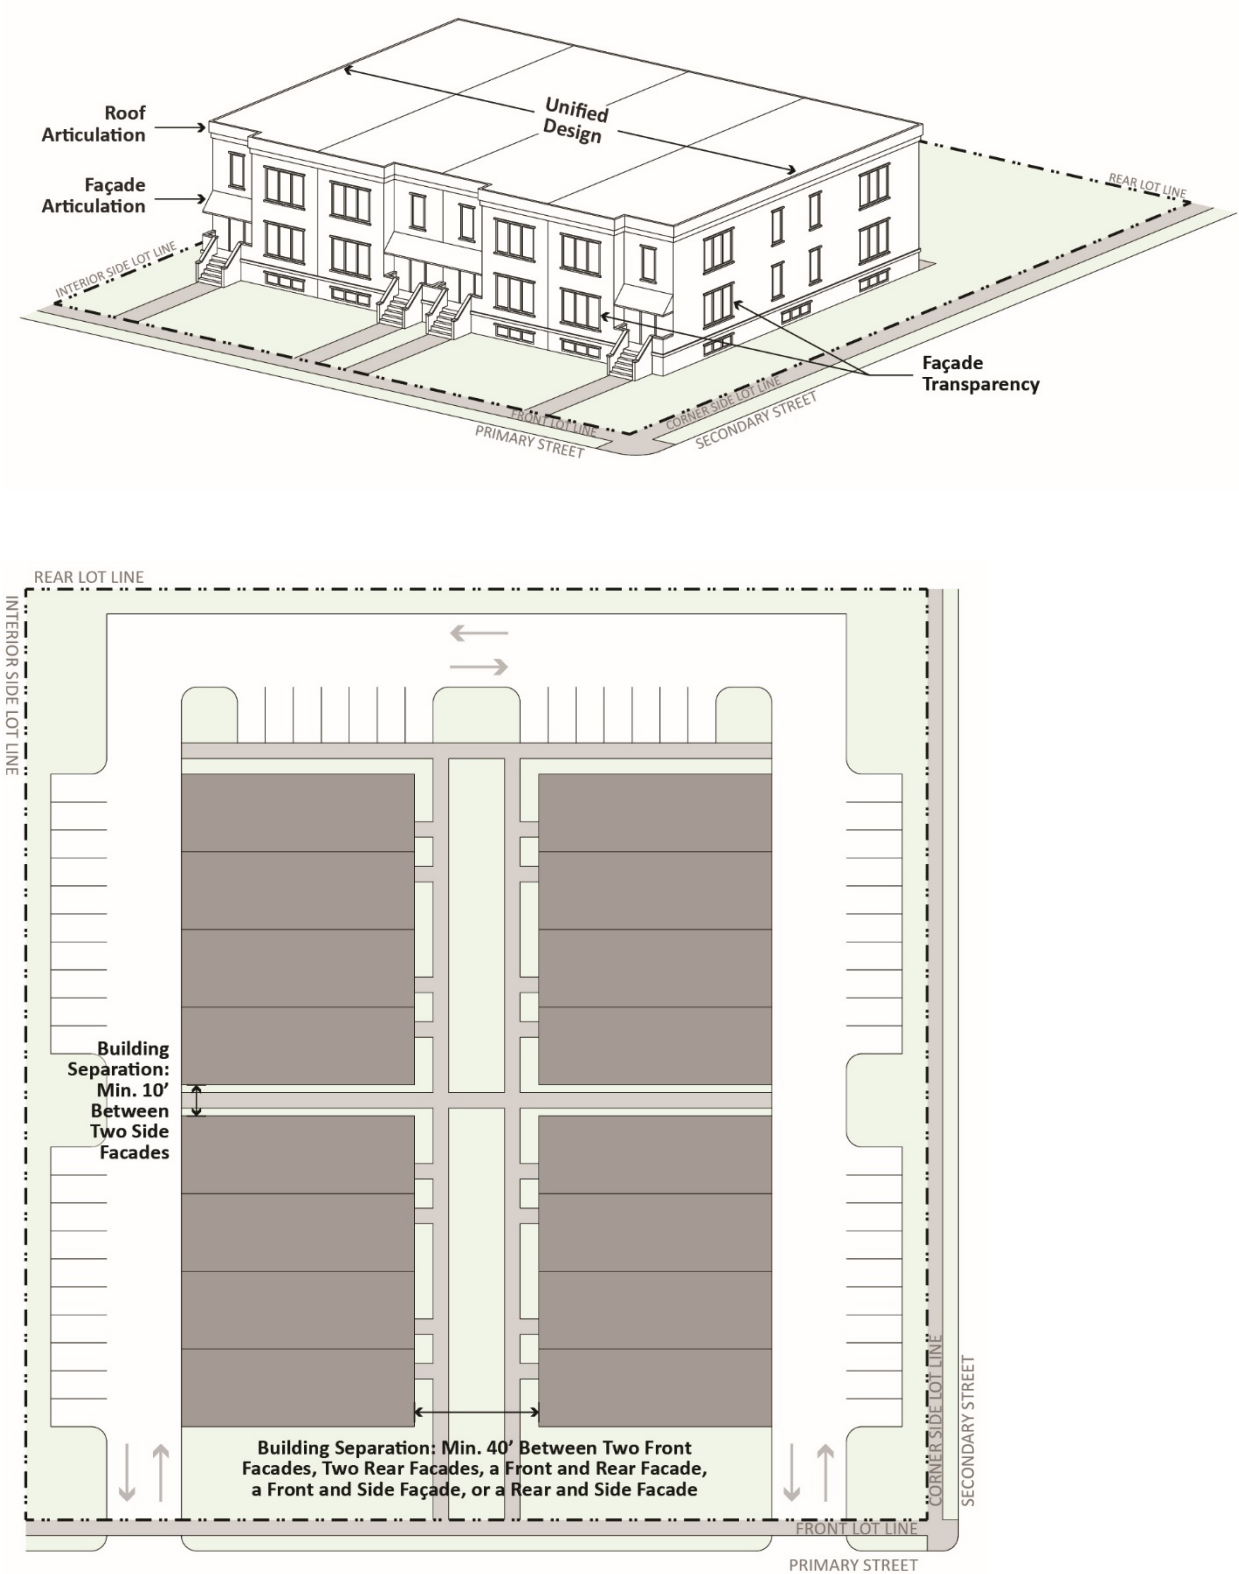 Roof
Articulation
Unified
Design
Façade
Articulation
REAR LOT LINE
INTERIOR SIDE LOT LINE
Façade
Transparency
CORNER SIDE LOT LINE
FRONT LOT LINE
SECONDARY STREET
PRIMARY STREET
REAR LOT LINE
INTERIOR SIDE LOT LINE
Building
Separation:
Min. 10’
Between
Two Side
Facades
Building Separation: Min. 40’ Between Two Front
Facades, Two Rear Facades, a Front and Rear Facade,
a Front and Side Façade, or a Rear and Side Facade
CORNER SIDE LOT LINE
SECONDARY STREET
FRONT LOT LINE
PRIMARY STREET